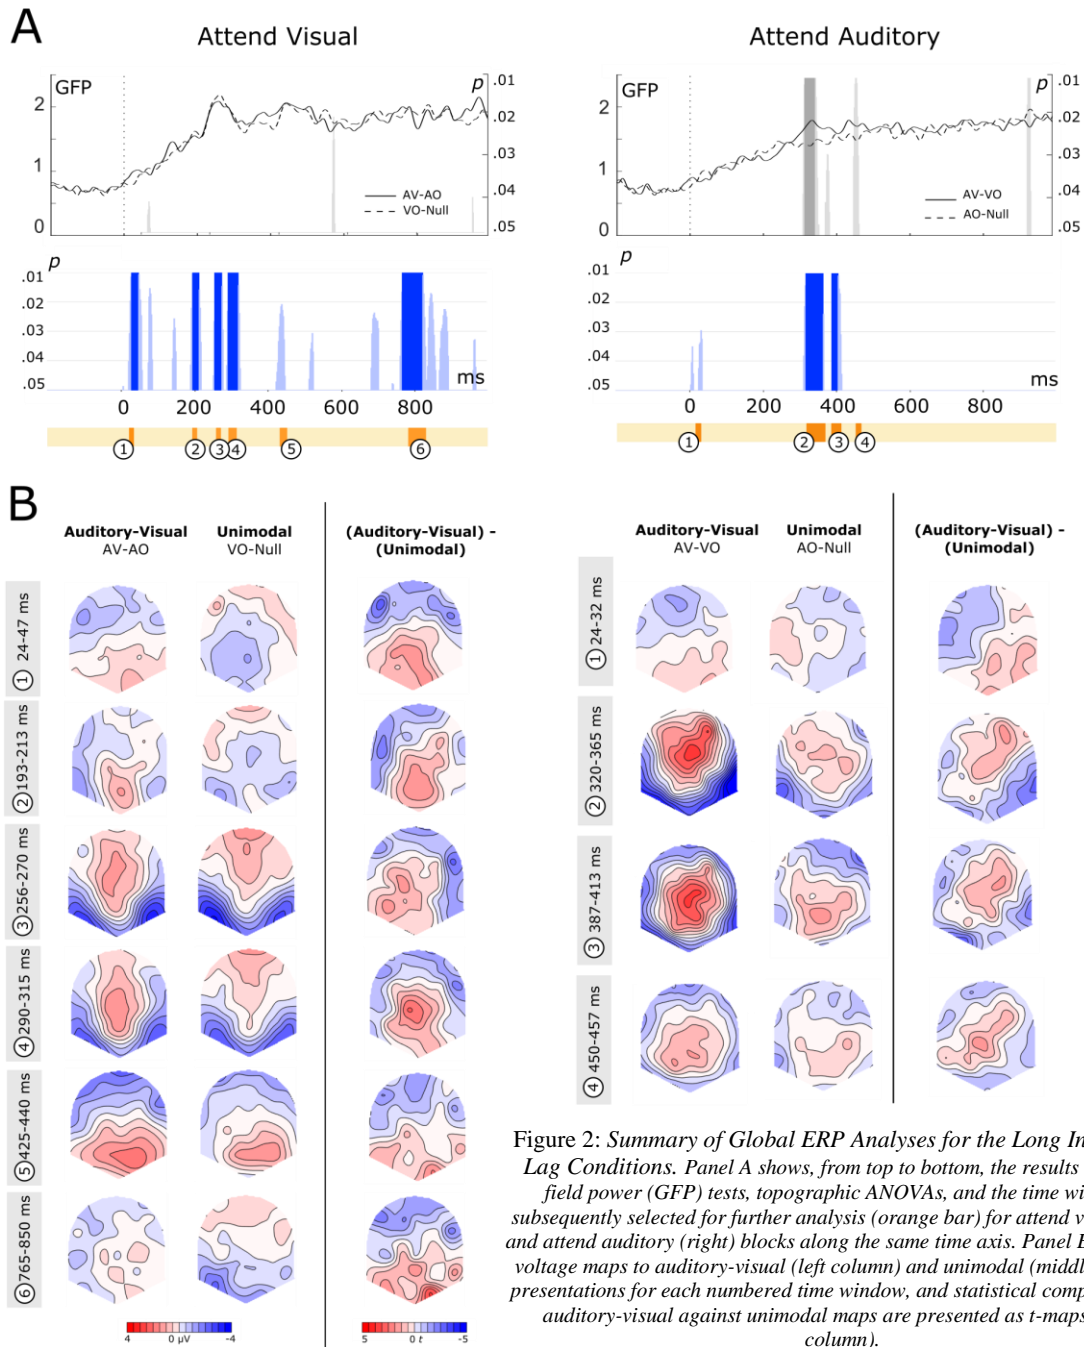 A
Attend Visual
Attend Auditory
GFP
p
2
1
0
.01
.02
.03
.04
.05
AV-AO
VO-Null
GFP
p
2
1
0
.01
.02
.03
.04
.05
AV-VO
AO-Null
p
.01
.02
.03
.04
.05
ms
0 200 400 600 800
1 2 3 4 5 6
p
.01
.02
.03
.04
.05
ms
0 200 400 600 800
1 2 3 4
B
Auditory-Visual
AV-AO
Unimodal
VO-Null
(Auditory-Visual) -
(Unimodal)
1 24-47 ms
2 193-213 ms
3 256-270 ms
4 290-315 ms
5 425-440 ms
6 765-850 ms
4 0 µV -4
5 0 t -5
Auditory-Visual
AV-VO
Unimodal
AO-Null
(Auditory-Visual) -
(Unimodal)
1 24-32 ms
2 320-365 ms
3 387-413 ms
4 450-457 ms
Figure 2: Summary of Global ERP Analyses for the Long In
Lag Conditions. Panel A shows, from top to bottom, the results
field power (GFP) tests, topographic ANOVAs, and the time wi
subsequently selected for further analysis (orange bar) for attend v
and attend auditory (right) blocks along the same time axis. Panel B
voltage maps to auditory-visual (left column) and unimodal (middle
presentations for each numbered time window, and statistical comp
auditory-visual against unimodal maps are presented as t-maps
column).